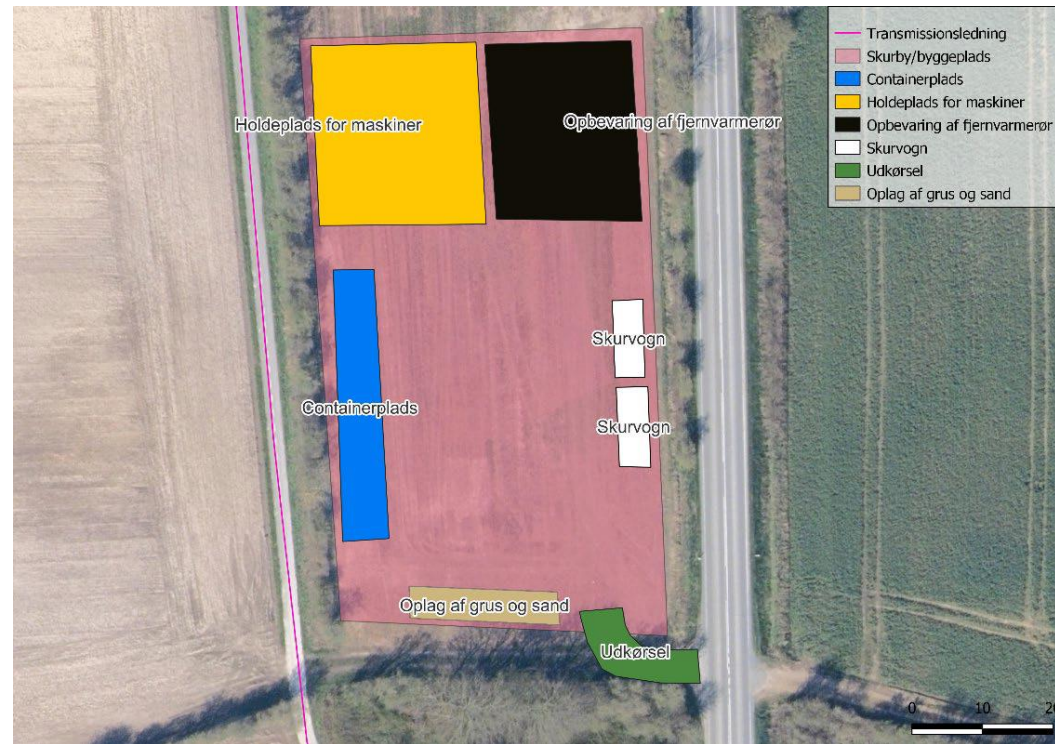 Transmissionsledning
Skurby/byggeplads
Containerplads
Holdeplads for maskiner
Opbevaring af fjernvarmerør
Skurvogn
Udkørsel
Oplag af grus og sand
Holdeplads for maskiner
Opbevaring af fjernvarmerør
Skurvogn
Containerplads
Skurvogn
Oplag af grus og sand
Udkørsel
0 10 20